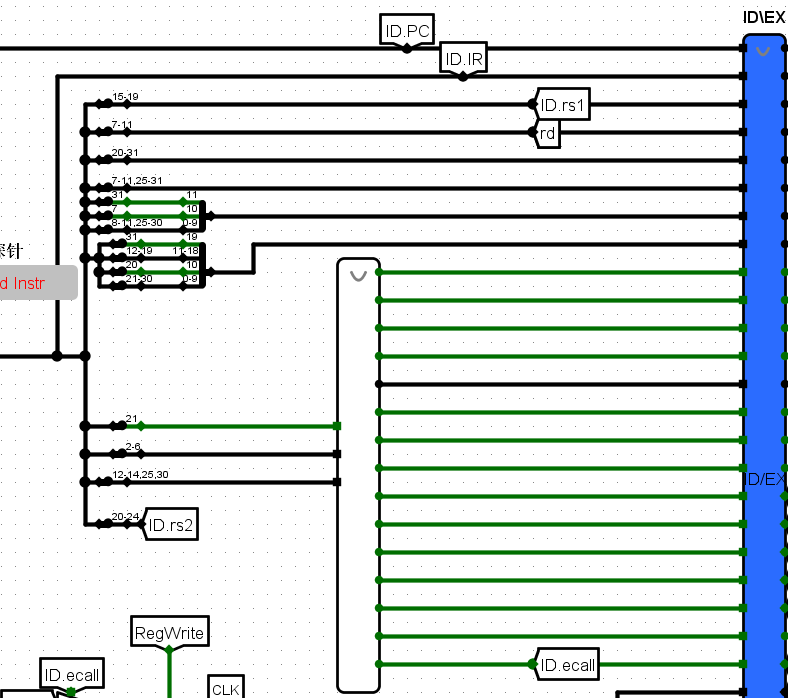 ID\EX
ID.PC
ID.IR
15-19
ID.rs1
7-11
rd
20-31
7-11,25-31
31
11
7
10
8-11,25-30
0-9
31
19
探针
12-19
11-18
20
10
21-30
0-9
d Instr
21
2-6
12-14,25,30
ID/EX
20-24
ID.rs2
RegWrite
ID.ecall
ID.ecall
CLK